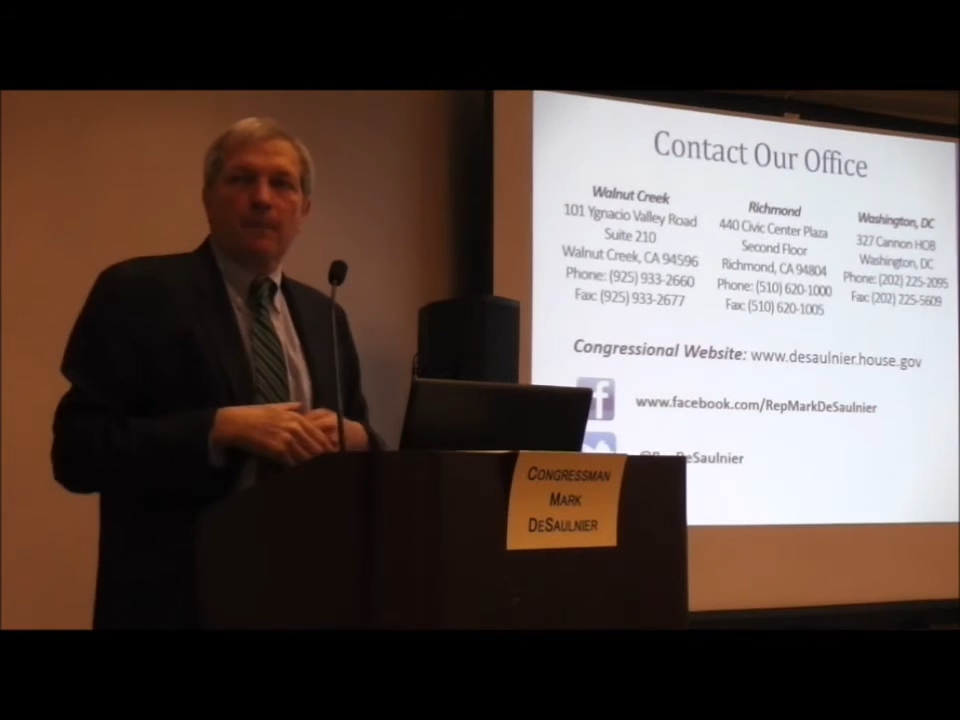 Contact Our Office
Walnut Creek
101 Ygnacio Valley Road
Suite 210
Walnut Creek, CA 94596
Phone: (925) 933-2660
Fax: (925) 933-2677
Richmond
440 Civic Center Plaza
Second Floor
Richmond, CA 94804
Phone: (510) 620-1000
Fax: (510) 620-1005
Washington, DC
327 Cannon HOB
Washington, DC
Phone: (202) 225-2095
Fax: (202) 225-5609
Congressional Website: www.desaulnier.house.gov
f
www.facebook.com/RepMarkDeSaulnier
DeSaulnier
CONGRESSMAN
MARK
DESAULNIER